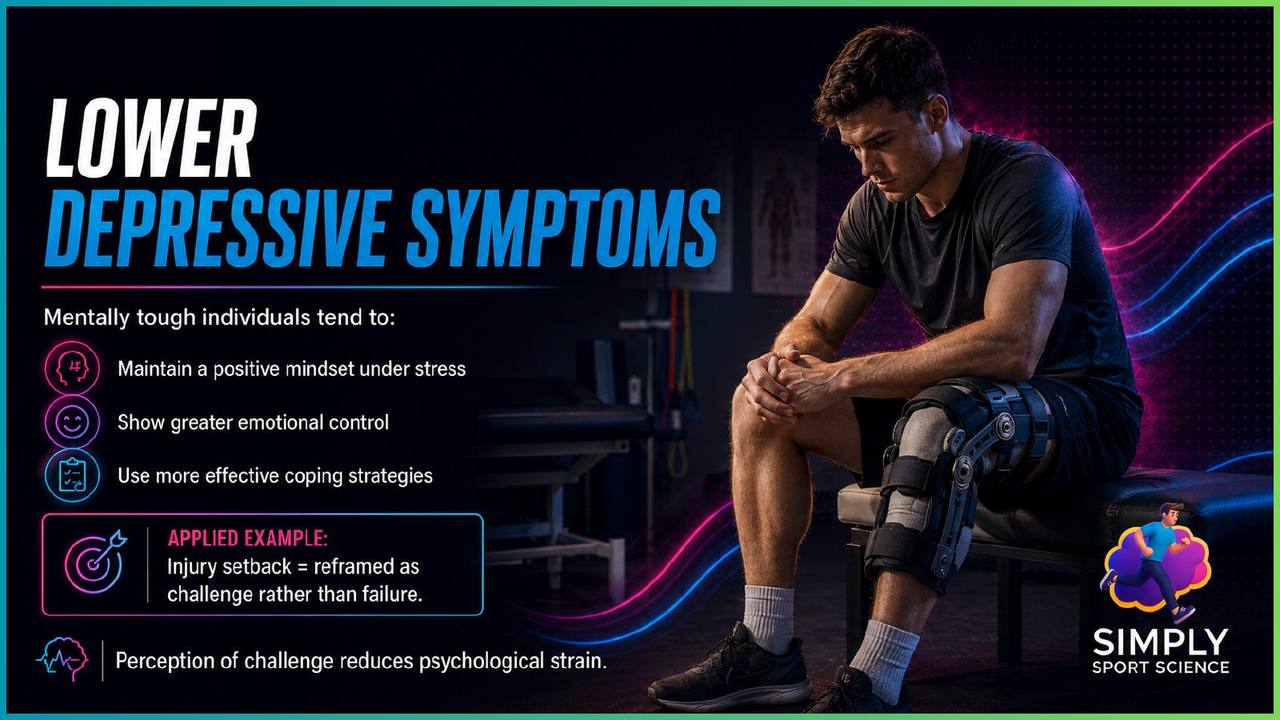 LOWER
DEPRESSIVE SYMPTOMS
Mentally tough individuals tend to:
Maintain a positive mindset under stress
Show greater emotional control
Use more effective coping strategies
APPLIED EXAMPLE:
Injury setback = reframed as
challenge rather than failure.
Perception of challenge reduces psychological strain.
SIMPLY
SPORT SCIENCE